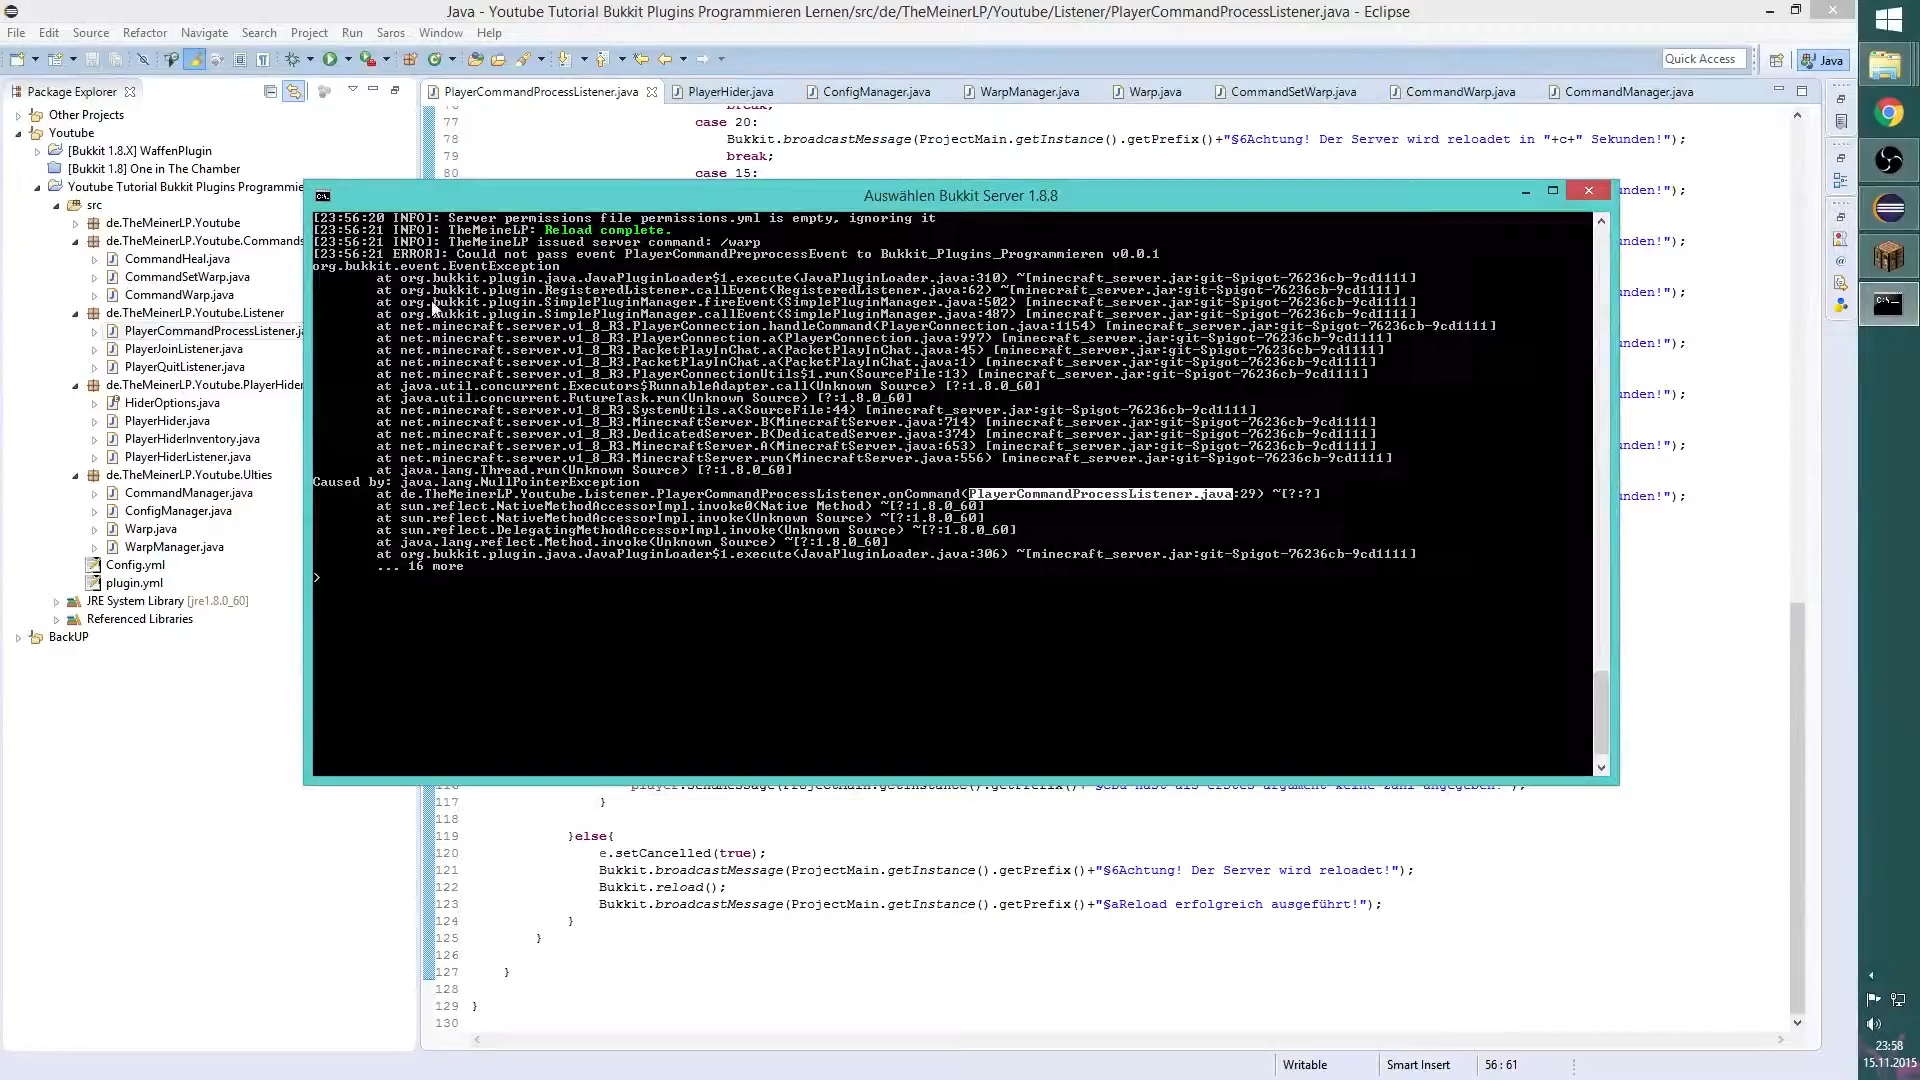 Java - Youtube Tutorial Bukkit Plugins Programmieren Lernen/src/de/TheMeinerLP/Youtube/Listener/PlayerCommandProcessListener.java - Eclipse
File Edit Source Refactor Navigate Search Project Run Saros Window Help
Quick Access
Java
Package Explorer
Other Projects
Youtube
[Bukkit 1.8.X] WaffenPlugin
[Bukkit 1.8] One in The Chamber
Youtube Tutorial Bukkit Plugins Programmie
src
de.TheMeinerLP.Youtube
de.TheMeinerLP.Youtube.Commands
CommandHeal.java
CommandSetWarp.java
CommandWarp.java
de.TheMeinerLP.Youtube.Listener
PlayerCommandProcessListener.ja
PlayerJoinListener.java
PlayerQuitListener.java
de.TheMeinerLP.Youtube.PlayerHider
HiderOptions.java
PlayerHider.java
PlayerHiderInventory.java
PlayerHiderListener.java
de.TheMeinerLP.Youtube.Ulties
CommandManager.java
ConfigManager.java
Warp.java
WarpManager.java
Config.yml
plugin.yml
JRE System Library [jre1.8.0_60]
Referenced Libraries
BackUP
PlayerCommandProcessListener.java PlayerHider.java ConfigManager.java WarpManager.java Warp.java CommandSetWarp.java CommandWarp.java CommandManager.java
76 break;
77 case 20:
78 Bukkit.broadcastMessage(ProjectMain.getInstance().getPrefix()+"§6Achtung! Der Server wird reloadet in "+c+" Sekunden!");
79 break;
80 case 15:
unden!");
unden!");
unden!");
unden!");
unden!");
unden!");
unden!");
Auswählen Bukkit Server 1.8.8
[23:56:20 INFO]: Server permissions file permissions.yml is empty, ignoring it
[23:56:21 INFO]: TheMeineLP: Reload complete.
[23:56:21 INFO]: TheMeineLP issued server command: /warp
[23:56:21 ERROR]: Could not pass event PlayerCommandPreprocessEvent to Bukkit_Plugins_Programmieren v0.0.1
org.bukkit.event.EventException
at org.bukkit.plugin.java.JavaPluginLoader$1.execute(JavaPluginLoader.java:310) ~[minecraft_server.jar:git-Spigot-76236cb-9cd1111]
at org.bukkit.plugin.RegisteredListener.callEvent(RegisteredListener.java:62) ~[minecraft_server.jar:git-Spigot-76236cb-9cd1111]
at org.bukkit.plugin.SimplePluginManager.fireEvent(SimplePluginManager.java:502) [minecraft_server.jar:git-Spigot-76236cb-9cd1111]
at org.bukkit.plugin.SimplePluginManager.callEvent(SimplePluginManager.java:487) [minecraft_server.jar:git-Spigot-76236cb-9cd1111]
at net.minecraft.server.v1_8_R3.PlayerConnection.handleCommand(PlayerConnection.java:1154) [minecraft_server.jar:git-Spigot-76236cb-9cd1111]
at net.minecraft.server.v1_8_R3.PlayerConnection.a(PlayerConnection.java:997) [minecraft_server.jar:git-Spigot-76236cb-9cd1111]
at net.minecraft.server.v1_8_R3.PacketPlayInChat.a(PacketPlayInChat.java:45) [minecraft_server.jar:git-Spigot-76236cb-9cd1111]
at net.minecraft.server.v1_8_R3.PacketPlayInChat.a(PacketPlayInChat.java:1) [minecraft_server.jar:git-Spigot-76236cb-9cd1111]
at net.minecraft.server.v1_8_R3.PlayerConnectionUtils$1.run(SourceFile:13) [minecraft_server.jar:git-Spigot-76236cb-9cd1111]
at java.util.concurrent.Executors$RunnableAdapter.call(Unknown Source) [?:1.8.0_60]
at java.util.concurrent.FutureTask.run(Unknown Source) [?:1.8.0_60]
at net.minecraft.server.v1_8_R3.SystemUtils.a(SourceFile:44) [minecraft_server.jar:git-Spigot-76236cb-9cd1111]
at net.minecraft.server.v1_8_R3.MinecraftServer.B(MinecraftServer.java:714) [minecraft_server.jar:git-Spigot-76236cb-9cd1111]
at net.minecraft.server.v1_8_R3.DedicatedServer.B(DedicatedServer.java:374) [minecraft_server.jar:git-Spigot-76236cb-9cd1111]
at net.minecraft.server.v1_8_R3.MinecraftServer.A(MinecraftServer.java:653) [minecraft_server.jar:git-Spigot-76236cb-9cd1111]
at net.minecraft.server.v1_8_R3.MinecraftServer.run(MinecraftServer.java:556) [minecraft_server.jar:git-Spigot-76236cb-9cd1111]
at java.lang.Thread.run(Unknown Source) [?:1.8.0_60]
Caused by: java.lang.NullPointerException
at de.TheMeinerLP.Youtube.Listener.PlayerCommandProcessListener.onCommand(PlayerCommandProcessListener.java:29) ~[?:?]
at sun.reflect.NativeMethodAccessorImpl.invoke0(Native Method) ~[?:1.8.0_60]
at sun.reflect.NativeMethodAccessorImpl.invoke(Unknown Source) ~[?:1.8.0_60]
at sun.reflect.DelegatingMethodAccessorImpl.invoke(Unknown Source) ~[?:1.8.0_60]
at java.lang.reflect.Method.invoke(Unknown Source) ~[?:1.8.0_60]
at org.bukkit.plugin.java.JavaPluginLoader$1.execute(JavaPluginLoader.java:306) ~[minecraft_server.jar:git-Spigot-76236cb-9cd1111]
... 16 more
>
116 player.sendMessage(ProjectMain.getInstance().getPrefix()+"§cDu hast als erstes argument keine Zahl angegeben!");
117 }
118
119 }else{
120 e.setCancelled(true);
121 Bukkit.broadcastMessage(ProjectMain.getInstance().getPrefix()+"§6Achtung! Der Server wird reloadet!");
122 Bukkit.reload();
123 Bukkit.broadcastMessage(ProjectMain.getInstance().getPrefix()+"§aReload erfolgreich ausgeführt!");
124 }
125 }
126
127 }
128
129 }
130
Writable Smart Insert 56 : 61
23:58
15.11.2015